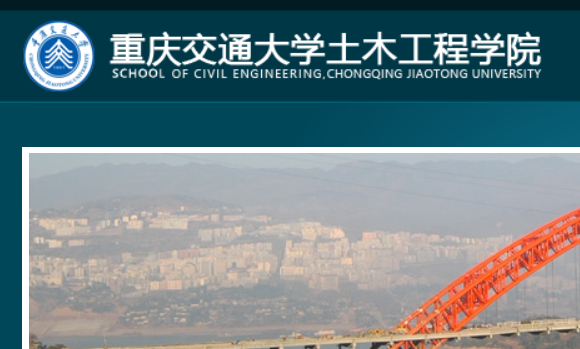 重庆交通大学土木工程学院
SCHOOL OF CIVIL ENGINEERING,CHONGQING JIAOTONG UNIVERSITY